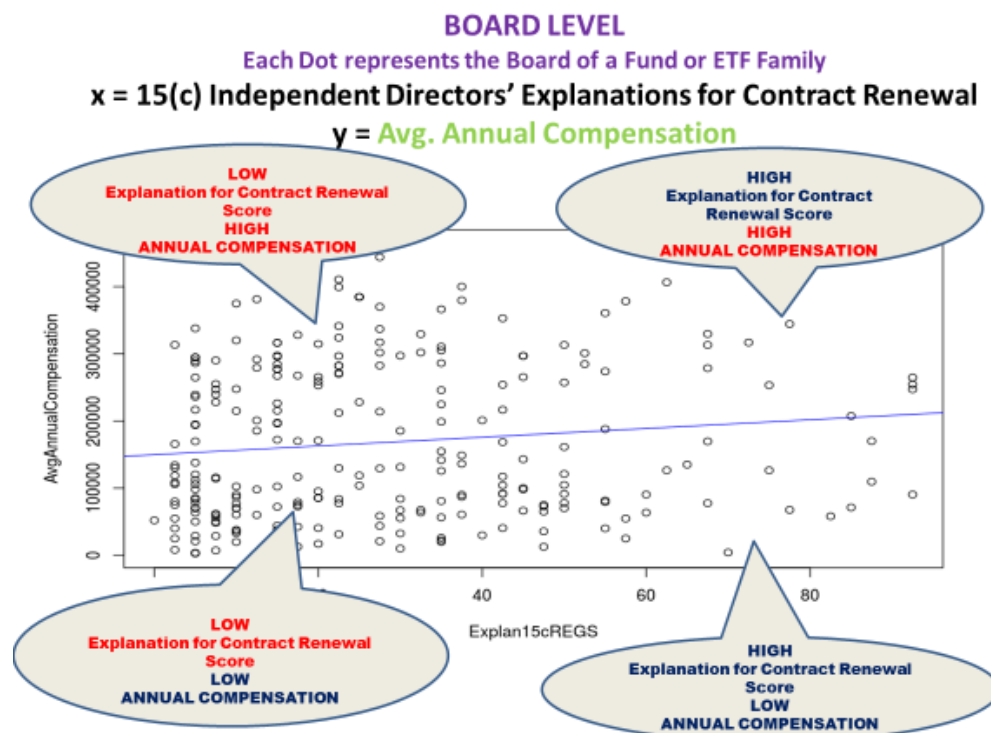 BOARD LEVEL
Each Dot represents the Board of a Fund or ETF Family
x = 15(c) Independent Directors' Explanations for Contract Renewal
y = Avg. Annual Compensation
LOW
Explanation for Contract Renewal
Score
HIGH
ANNUAL COMPENSATION
HIGH
Explanation for Contract
Renewal Score
HIGH
ANNUAL COMPENSATION
AvgAnnualCompensation
400000
300000
200000
100000
0
40
60
80
Explan15cREGS
LOW
Explanation for Contract Renewal
Score
LOW
ANNUAL COMPENSATION
HIGH
Explanation for Contract Renewal
Score
LOW
ANNUAL COMPENSATION